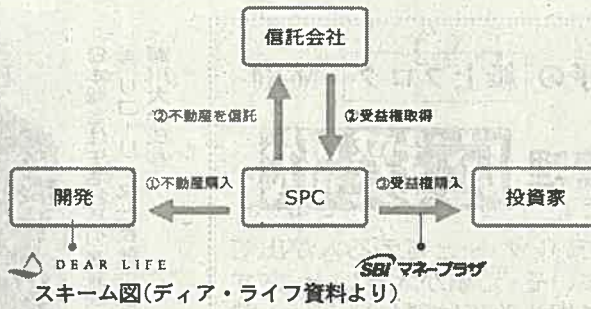 信託会社
②不動産を信託
②受益権取得
開発
①不動産購入
SPC
③受益権購入
投資家
DEAR LIFE
SBI マネープラザ
スキーム図(ディア・ライフ資料より)